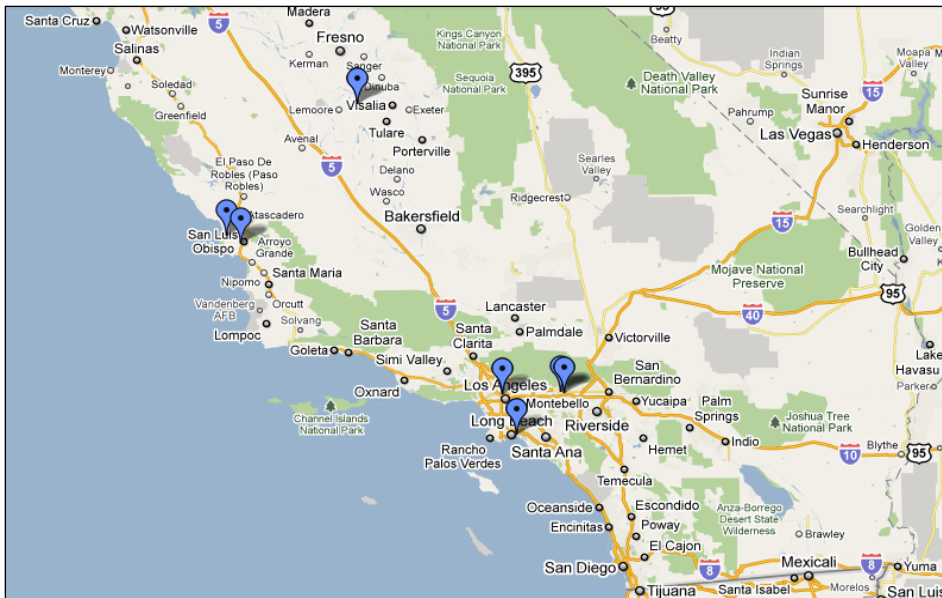 Santa Cruz
Watsonville
Salinas
Monterey
Soledad
Greenfield
Madera
5
Fresno
Kerman
Sanger
Dinuba
Lemoore
Visalia
Exeter
Tulare
Avenal
Porterville
Delano
Wasco
Bakersfield
5
Kings Canyon
National Park
Sequoia
National Park
395
95
Beatty
Death Valley
National Park
Indian
Springs
Moapa
Valley
15
Pahrump
Sunrise
Manor
Las Vegas
Henderson
Searles
Valley
Ridgecrest
15
Searchlight
Golden
Valley
Bullhead
City
Mojave National
Preserve
95
40
El Paso De
Robles (Paso
Robles)
Atascadero
San Luis
Obispo
Arroyo
Grande
Nipomo
Santa Maria
Orcutt
Vandenberg
AFB
Solvang
Lompoc
5
Lancaster
Palmdale
Victorville
Lake
Havasu
Santa
Barbara
Goleta
Santa
Clarita
Simi Valley
Oxnard
San
Bernardino
Parker
Los Angeles
Montebello
Yucaipa
Palm
Springs
Joshua Tree
National Park
Channel Islands
National Park
Long Beach
Riverside
Rancho
Palos Verdes
Santa Ana
Hemet
Indio
10
Blythe
95
Temecula
Oceanside
Encinitas
Escondido
Poway
Anza-Borrego
Desert State
Wilderness
Brawley
El Cajon
San Diego
8
Mexicali
8
Yuma
Tijuana
Santa Isabel
Morelos
San Luis